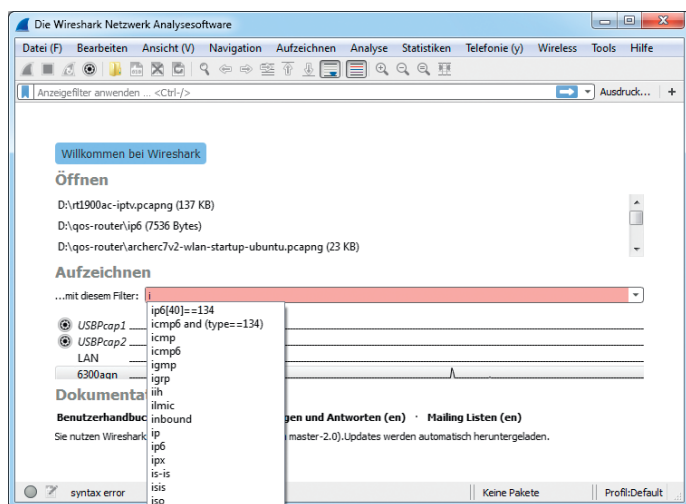 Die Wireshark Netzwerk Analysesoftware
Datei (F) Bearbeiten Ansicht (V) Navigation Aufzeichnen Analyse Statistiken Telefonie (y) Wireless Tools Hilfe
Anzeigefilter anwenden ... <Ctrl-/> Ausdruck... +
Willkommen bei Wireshark
Öffnen
D:\rt1900ac-iptv.pcapng (137 KB)
D:\qos-router\ip6 (7536 Bytes)
D:\qos-router\archerc7v2-wlan-startup-ubuntu.pcapng (23 KB)
Aufzeichnen
...mit diesem Filter: i
ip6[40]==134
icmp6 and (type==134)
icmp
icmp6
igmp
igrp
iih
ilmic
inbound
ip
ip6
ipx
is-is
isis
iso
USBPcap1
USBPcap2
LAN
6300agn
Dokumenta
Benutzerhandbuc gen und Antworten (en) · Mailing Listen (en)
Sie nutzen Wireshark master-2.0).Updates werden automatisch heruntergeladen.
syntax error Keine Pakete Profil:Default